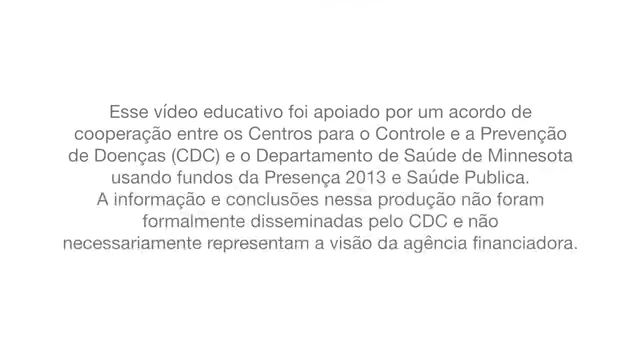 Esse vídeo educativo foi apoiado por um acordo de
cooperação entre os Centros para o Controle e a Prevenção
de Doenças (CDC) e o Departamento de Saúde de Minnesota
usando fundos da Presença 2013 e Saúde Publica.
A informação e conclusões nessa produção não foram
formalmente disseminadas pelo CDC e não
necessariamente representam a visão da agência financiadora.